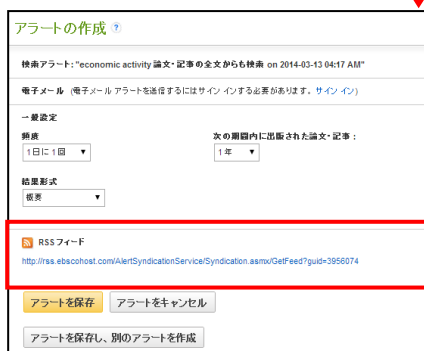 アラートの作成 ?
検索アラート: "economic activity 論文・記事の全文からも検索 on 2014-03-13 04:17 AM"
電子メール (電子メール アラートを送信するにはサイン インする必要があります。サイン イン)
一般設定
頻度 次の期間内に出版された論文・記事 :
1日に 1回 ▼ 1 年 ▼
結果形式
概要 ▼
RSS フィード
http://rss.ebscohost.com/AlertSyndicationService/Syndication.asmx/GetFeed?guid=3956074
アラートを保存 アラートをキャンセル
アラートを保存し、別のアラートを作成